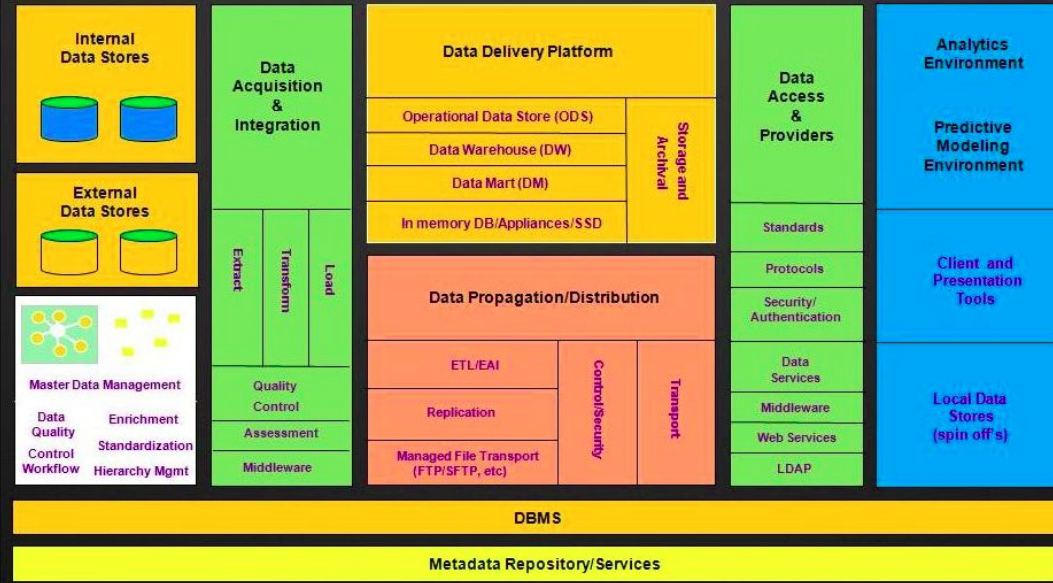 Internal
Data Stores
External
Data Stores
Master Data Management
Data
Quality
Control
Workflow
Enrichment
Standardization
Hierarchy Mgmt
Data
Acquisition
&
Integration
Extract
Transform
Load
Quality
Control
Assessment
Middleware
Data Delivery Platform
Operational Data Store (ODS)
Data Warehouse (DW)
Data Mart (DM)
In memory DB/Appliances/SSD
Storage and
Archival
Data Propagation/Distribution
ETL/EAI
Replication
Managed File Transport
(FTP/SFTP, etc)
Control/Security
Transport
Data
Access
&
Providers
Standards
Protocols
Security/
Authentication
Data
Services
Middleware
Web Services
LDAP
Analytics
Environment
Predictive
Modeling
Environment
Client and
Presentation
Tools
Local Data
Stores
(spin off's)
DBMS
Metadata Repository/Services